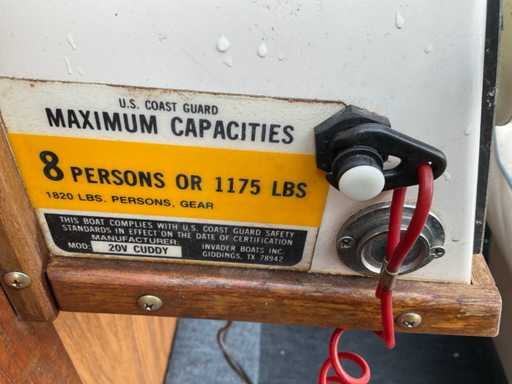 U.S. COAST GUARD
MAXIMUM CAPACITIES
8 PERSONS OR 1175 LBS
1820 LBS. PERSONS, GEAR
THIS BOAT COMPLIES WITH U.S. COAST GUARD SAFETY
STANDARDS IN EFFECT ON THE DATE OF CERTIFICATION
MANUFACTURER: INVADER BOATS INC
MOD: 20V CUDDY GIDDINGS, TX 78942